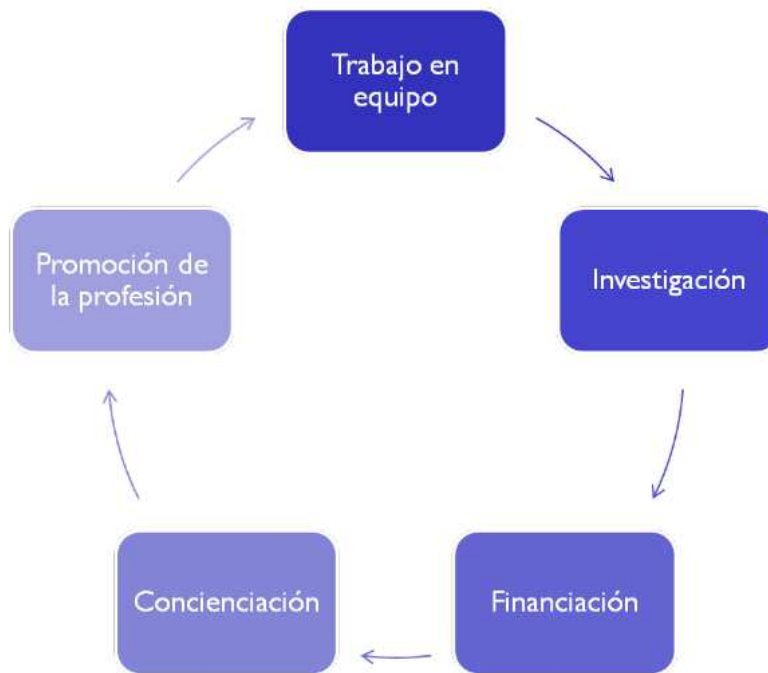 Trabajo en
equipo
Investigación
Financiación
Concienciación
Promoción de
la profesión